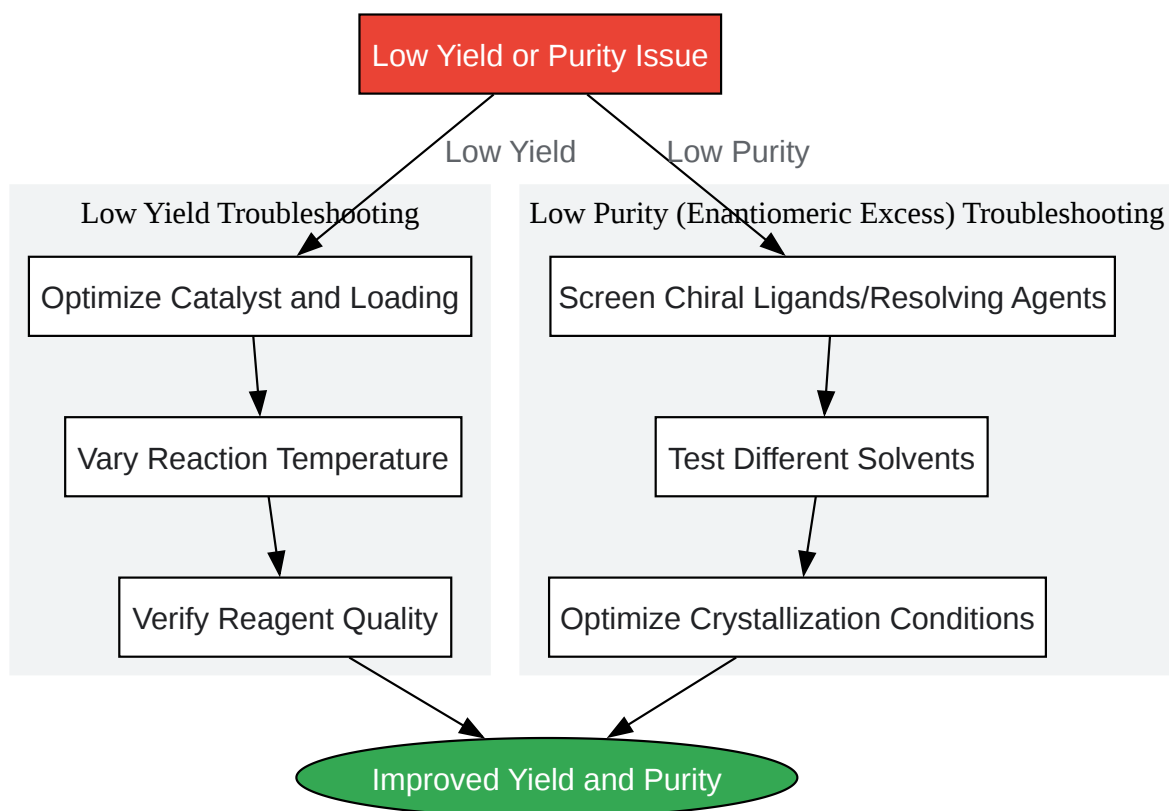 Low Yield or Purity Issue
Low Yield
Low Purity
Low Yield Troubleshooting
Low Purity (Enantiomeric Excess) Troubleshooting
Optimize Catalyst and Loading
Screen Chiral Ligands/Resolving Agents
Vary Reaction Temperature
Test Different Solvents
Verify Reagent Quality
Optimize Crystallization Conditions
Improved Yield and Purity